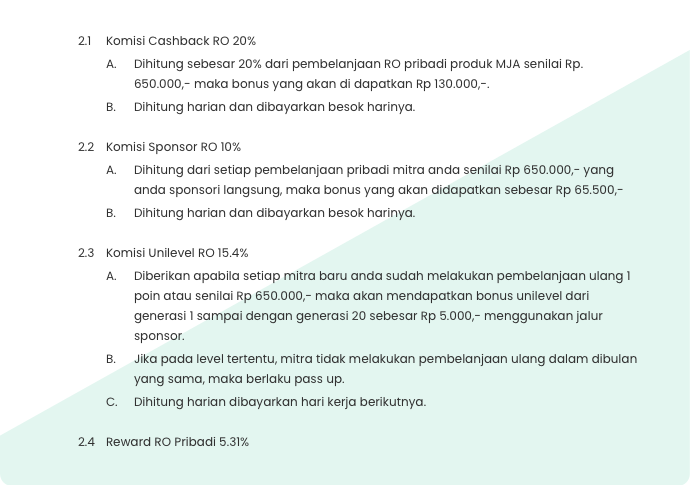 2.1 Komisi Cashback RO 20%
A. Dihitung sebesar 20% dari pembelanjaan RO pribadi produk MJA senilai Rp.
650.000,- maka bonus yang akan di dapatkan Rp 130.000,-.
B. Dihitung harian dan dibayarkan besok harinya.
2.2 Komisi Sponsor RO 10%
A. Dihitung dari setiap pembelanjaan pribadi mitra anda senilai Rp 650.000,- yang
anda sponsori langsung, maka bonus yang akan didapatkan sebesar Rp 65.500,-
B. Dihitung harian dan dibayarkan besok harinya.
2.3 Komisi Unilevel RO 15.4%
A. Diberikan apabila setiap mitra baru anda sudah melakukan pembelanjaan ulang 1
poin atau senilai Rp 650.000,- maka akan mendapatkan bonus unilevel dari
generasi 1 sampai dengan generasi 20 sebesar Rp 5.000,- menggunakan jalur
sponsor.
B. Jika pada level tertentu, mitra tidak melakukan pembelanjaan ulang dalam dibulan
yang sama, maka berlaku pass up.
C. Dihitung harian dibayarkan hari kerja berikutnya.
2.4 Reward RO Pribadi 5.31%